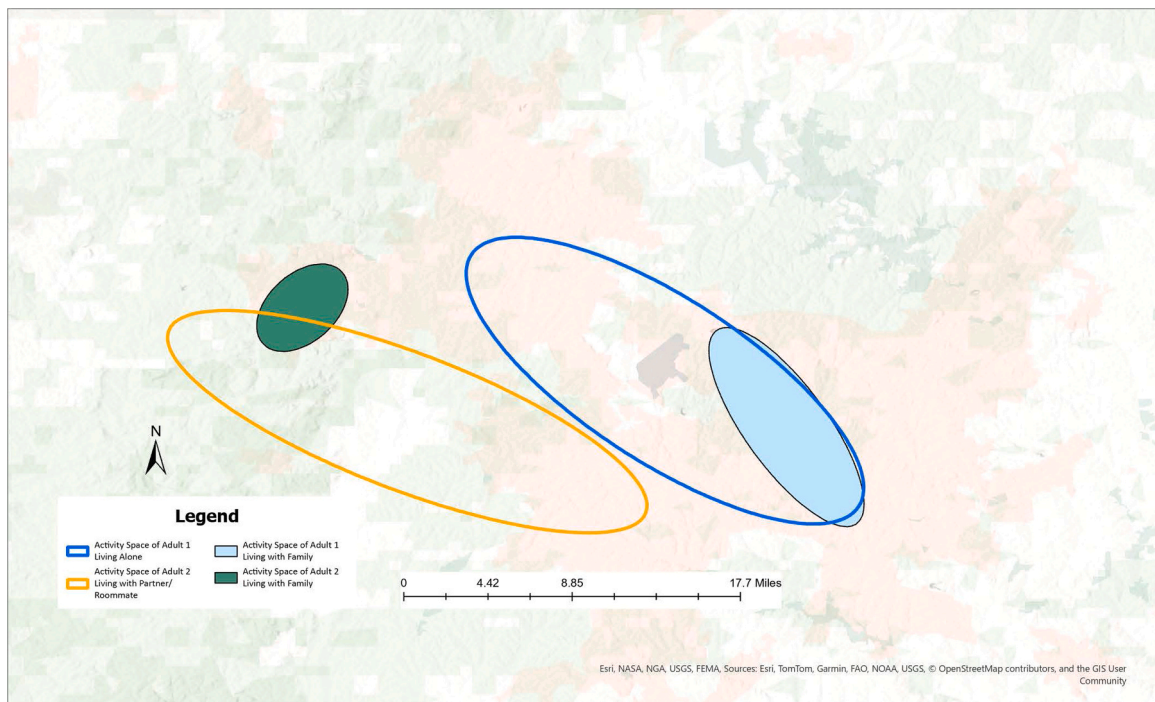 N
Legend
Activity Space of Adult 1
Living Alone
Activity Space of Adult 1
Living with Family
Activity Space of Adult 2
Living with Partner/
Roommate
Activity Space of Adult 2
Living with Family
0 4.42 8.85 17.7 Miles
Esri, NASA, NGA, USGS, FEMA, Sources: Esri, TomTom, Garmin, FAO, NOAA, USGS, © OpenStreetMap contributors, and the GIS User
Community